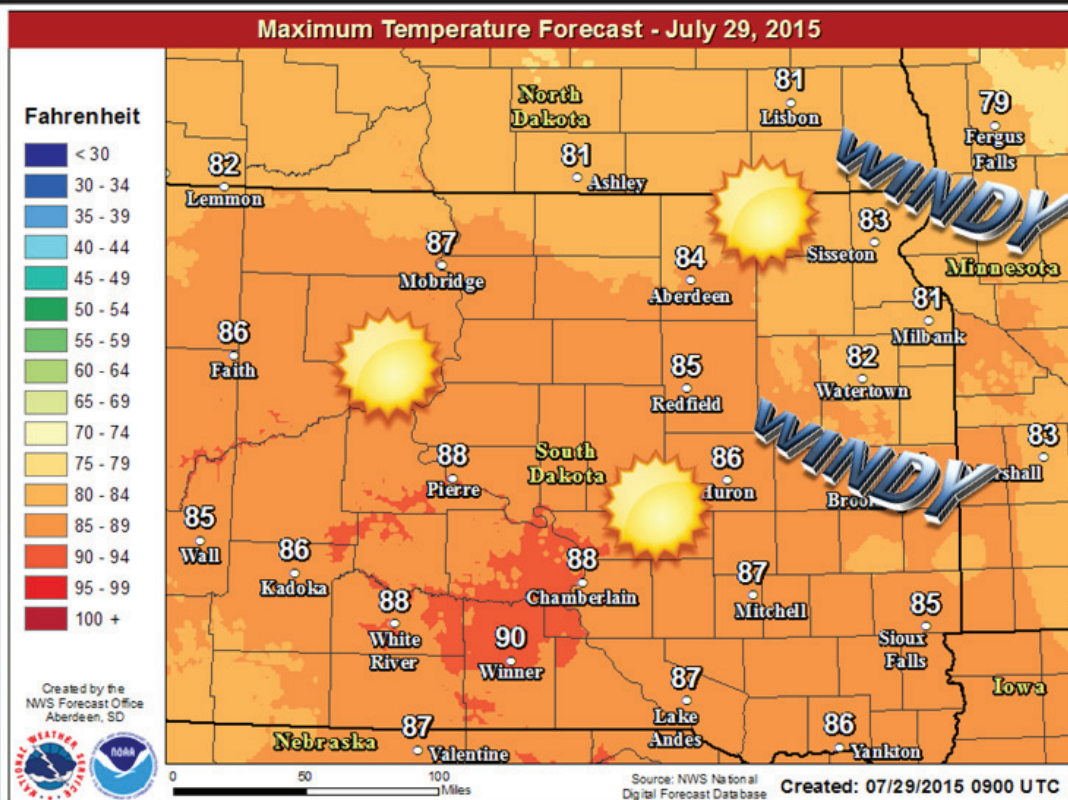 Maximum Temperature Forecast - July 29, 2015
Fahrenheit
< 30
30 - 34
35 - 39
40 - 44
45 - 49
50 - 54
55 - 59
60 - 64
65 - 69
70 - 74
75 - 79
80 - 84
85 - 89
90 - 94
95 - 99
100 +
Created by the
NWS Forecast Office
Aberdeen, SD
NATIONAL WEATHER SERVICE
NOAA
North
Dakota
81
Lisbon
79
Fergus
Falls
82
Lemmon
81
Ashley
WINDY
83
Sisseton
Minnesota
87
Mobridge
84
Aberdeen
81
Milbank
86
Faith
85
Redfield
82
Watertown
WINDY
83
88
Pierre
South
Dakota
86
85
Wall
86
Kadoka
88
Chamberlain
87
Mitchell
88
White
River
90
Winner
85
Sioux
Falls
87
Lake
Andes
Iowa
86
Yankton
Nebraska
87
Valentine
0 50 100
Miles
Source: NWS National
Digital Forecast Database
Created: 07/29/2015 0900 UTC